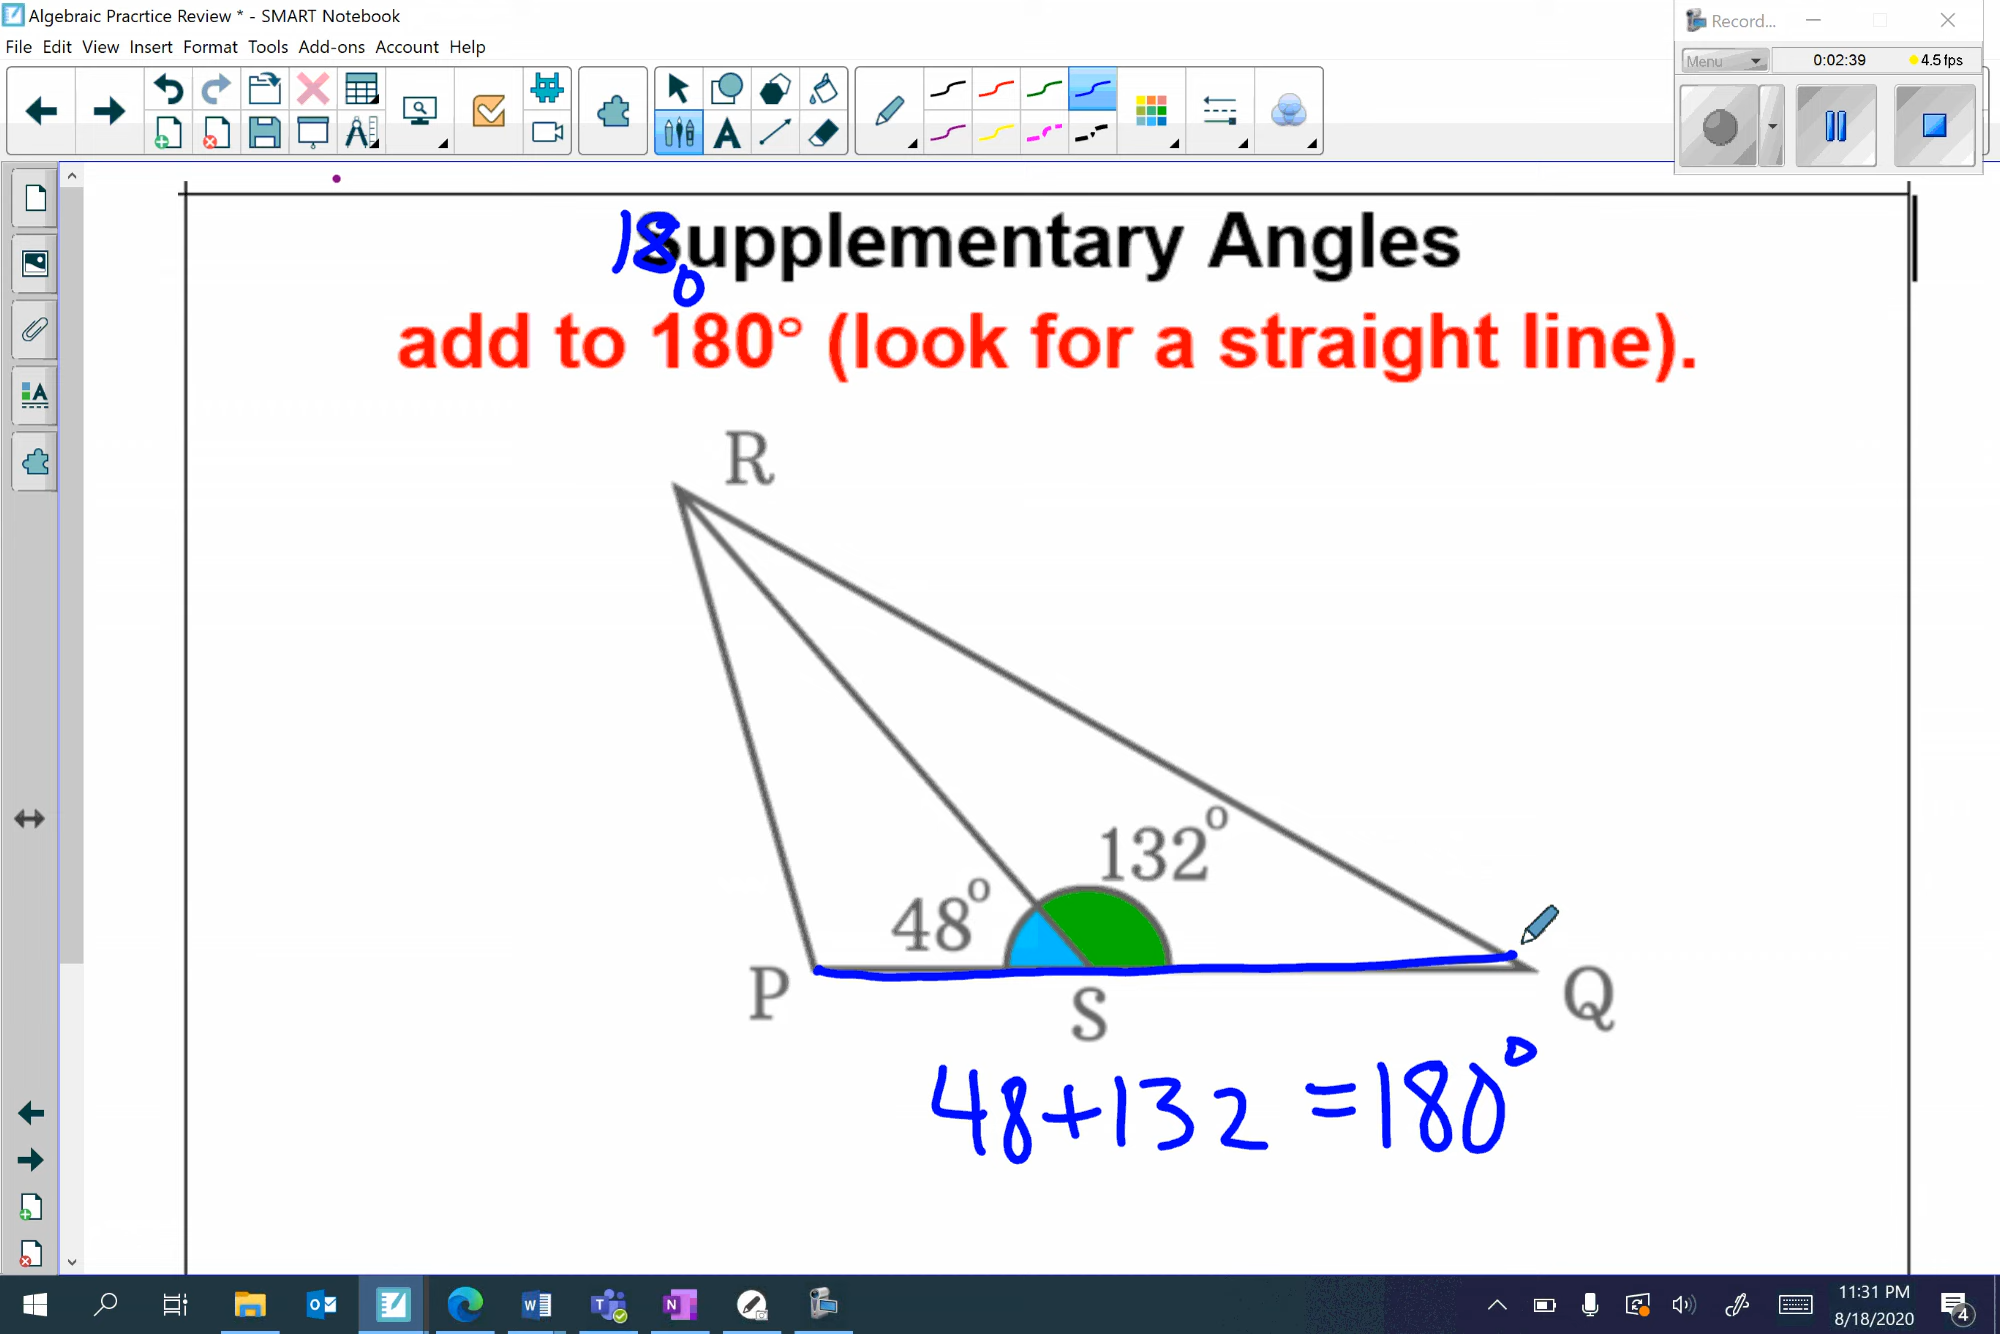 Algebraic Pracrtice Review * - SMART Notebook
File Edit View Insert Format Tools Add-ons Account Help
Record...
Menu
0:02:39
4.5 fps
180
Supplementary Angles
add to 180° (look for a straight line).
R
132°
48°
P
S
Q
48+132 =180°
11:31 PM
8/18/2020
4